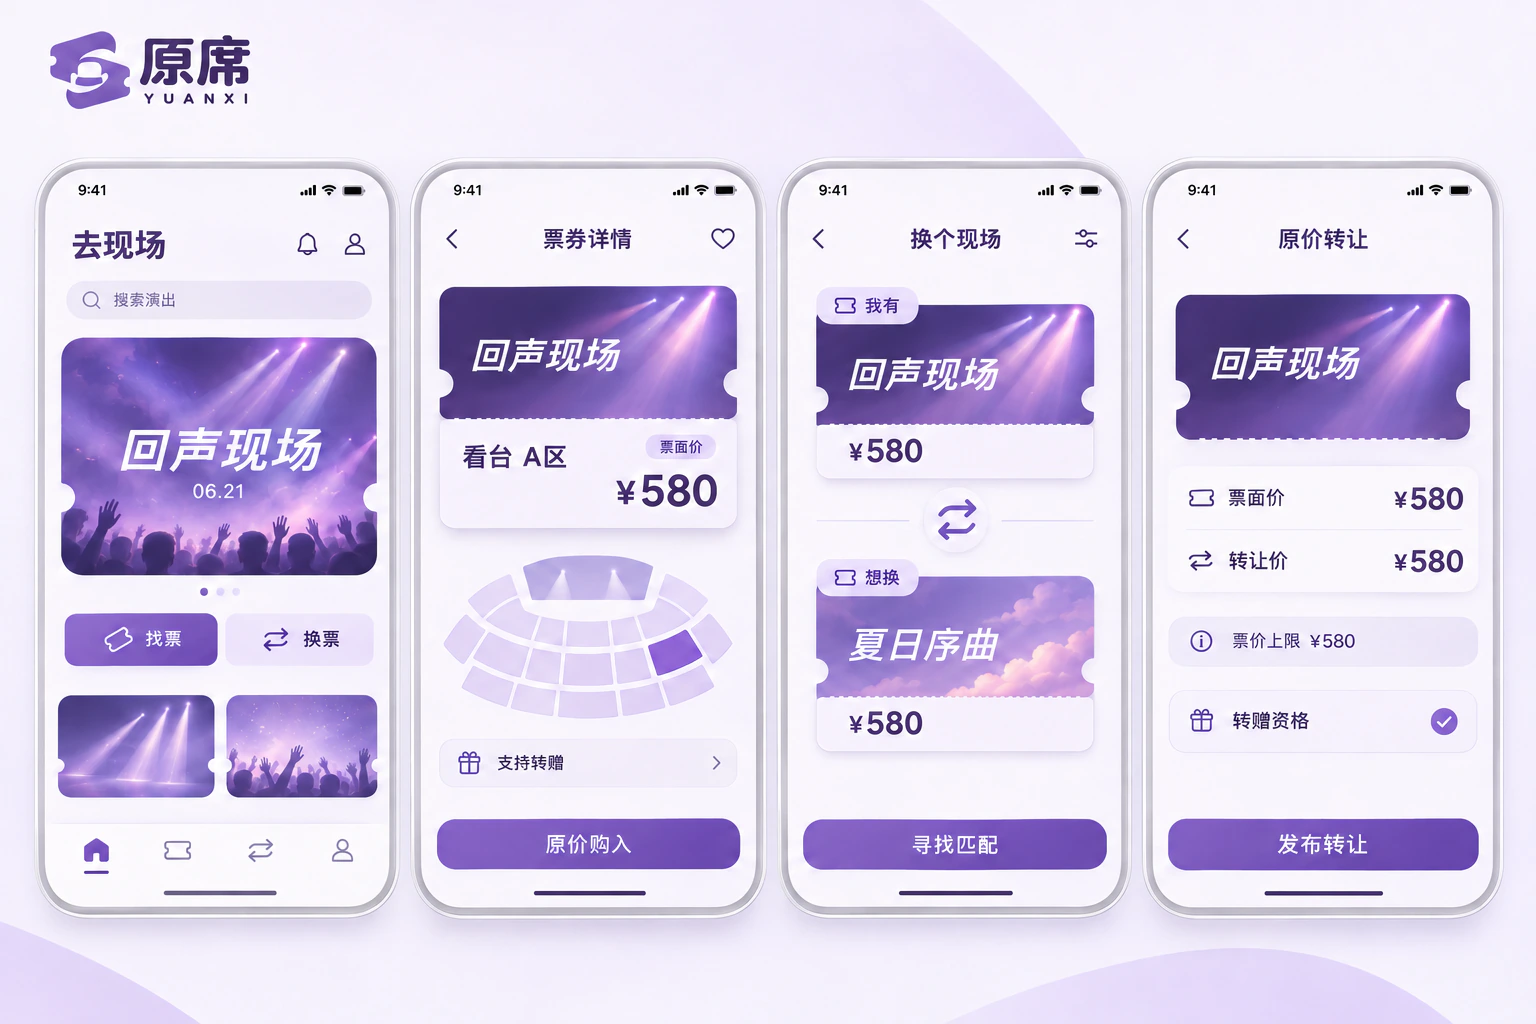 原席
YUANXI
9:41
去现场
搜索演出
回声现场
06.21
找票
换票
9:41
票券详情
回声现场
看台 A区
票面价
¥580
支持转赠
原价购入
9:41
换个现场
我有
回声现场
¥580
想换
夏日序曲
¥580
寻找匹配
9:41
原价转让
回声现场
票面价 ¥580
转让价 ¥580
票价上限 ¥580
转赠资格
发布转让